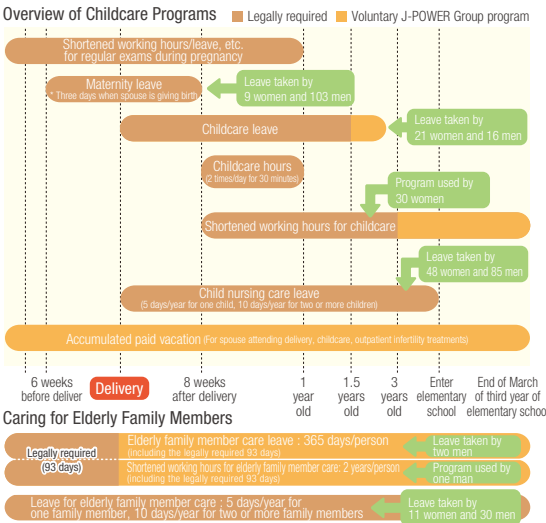 Overview of Childcare Programs
Legally required
Voluntary J-POWER Group program
Shortened working hours/leave, etc.
for regular exams during pregnancy
Maternity leave
* Three days when spouse is giving birth
Leave taken by
9 women and 103 men
Childcare leave
Leave taken by
21 women and 16 men
Childcare hours
(2 times/day for 30 minutes)
Program used by
30 women
Shortened working hours for childcare
Leave taken by
48 women and 85 men
Child nursing care leave
(5 days/year for one child, 10 days/year for two or more children)
Accumulated paid vacation (For spouse attending delivery, childcare, outpatient infertility treatments)
6 weeks
before deliver
Delivery
8 weeks
after delivery
1
year
old
1.5
years
old
3
years
old
Enter
elementary
school
End of March
of third year of
elementary school
Caring for Elderly Family Members
Legally required
(93 days)
Elderly family member care leave : 365 days/person
(including the legally required 93 days)
Leave taken by
two men
Shortened working hours for elderly family member care: 2 years/person
(including the legally required 93 days)
Program used by
one man
Leave for elderly family member care : 5 days/year for
one family member, 10 days/year for two or more family members
Leave taken by
11 women and 30 men